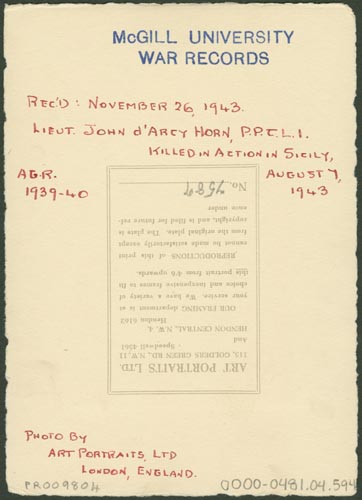 McGILL UNIVERSITY
WAR RECORDS
REC'D: NOVEMBER 26, 1943.
LIEUT. JOHN d'ARCY HORN, P.P.C.L.I.
KILLED IN ACTION IN SICILY,
AGR. AUGUST 7,
1939-40 1943
ART PORTRAITS LTD.
113, GOLDERS GREEN RD., N.W.11
Speedwell 4361
And
HENDON CENTRAL, N.W.4.
Hendon 6162
OUR FRAMING department is at
your service. We have a variety of
choice and inexpensive frames to fit
this portrait from 4/6 upwards.
REPRODUCTIONS of this print
cannot be made satisfactorily except
from the original plate. The plate is
copyright, and is filed for future ref-
erence under
No.
PHOTO BY
ART PORTRAITS, LTD
LONDON, ENGLAND.
PR009804
0000-0481.04.594